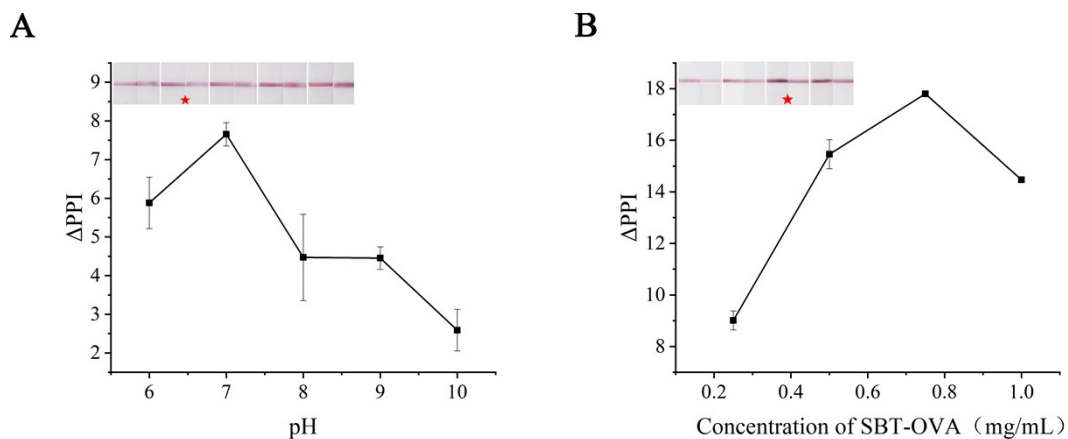 A
9
8
7
6
5
4
3
2
ΔPPI
6 7 8 9 10
pH
B
18
16
14
12
10
8
ΔPPI
0.2 0.4 0.6 0.8 1.0
Concentration of SBT-OVA（mg/mL）